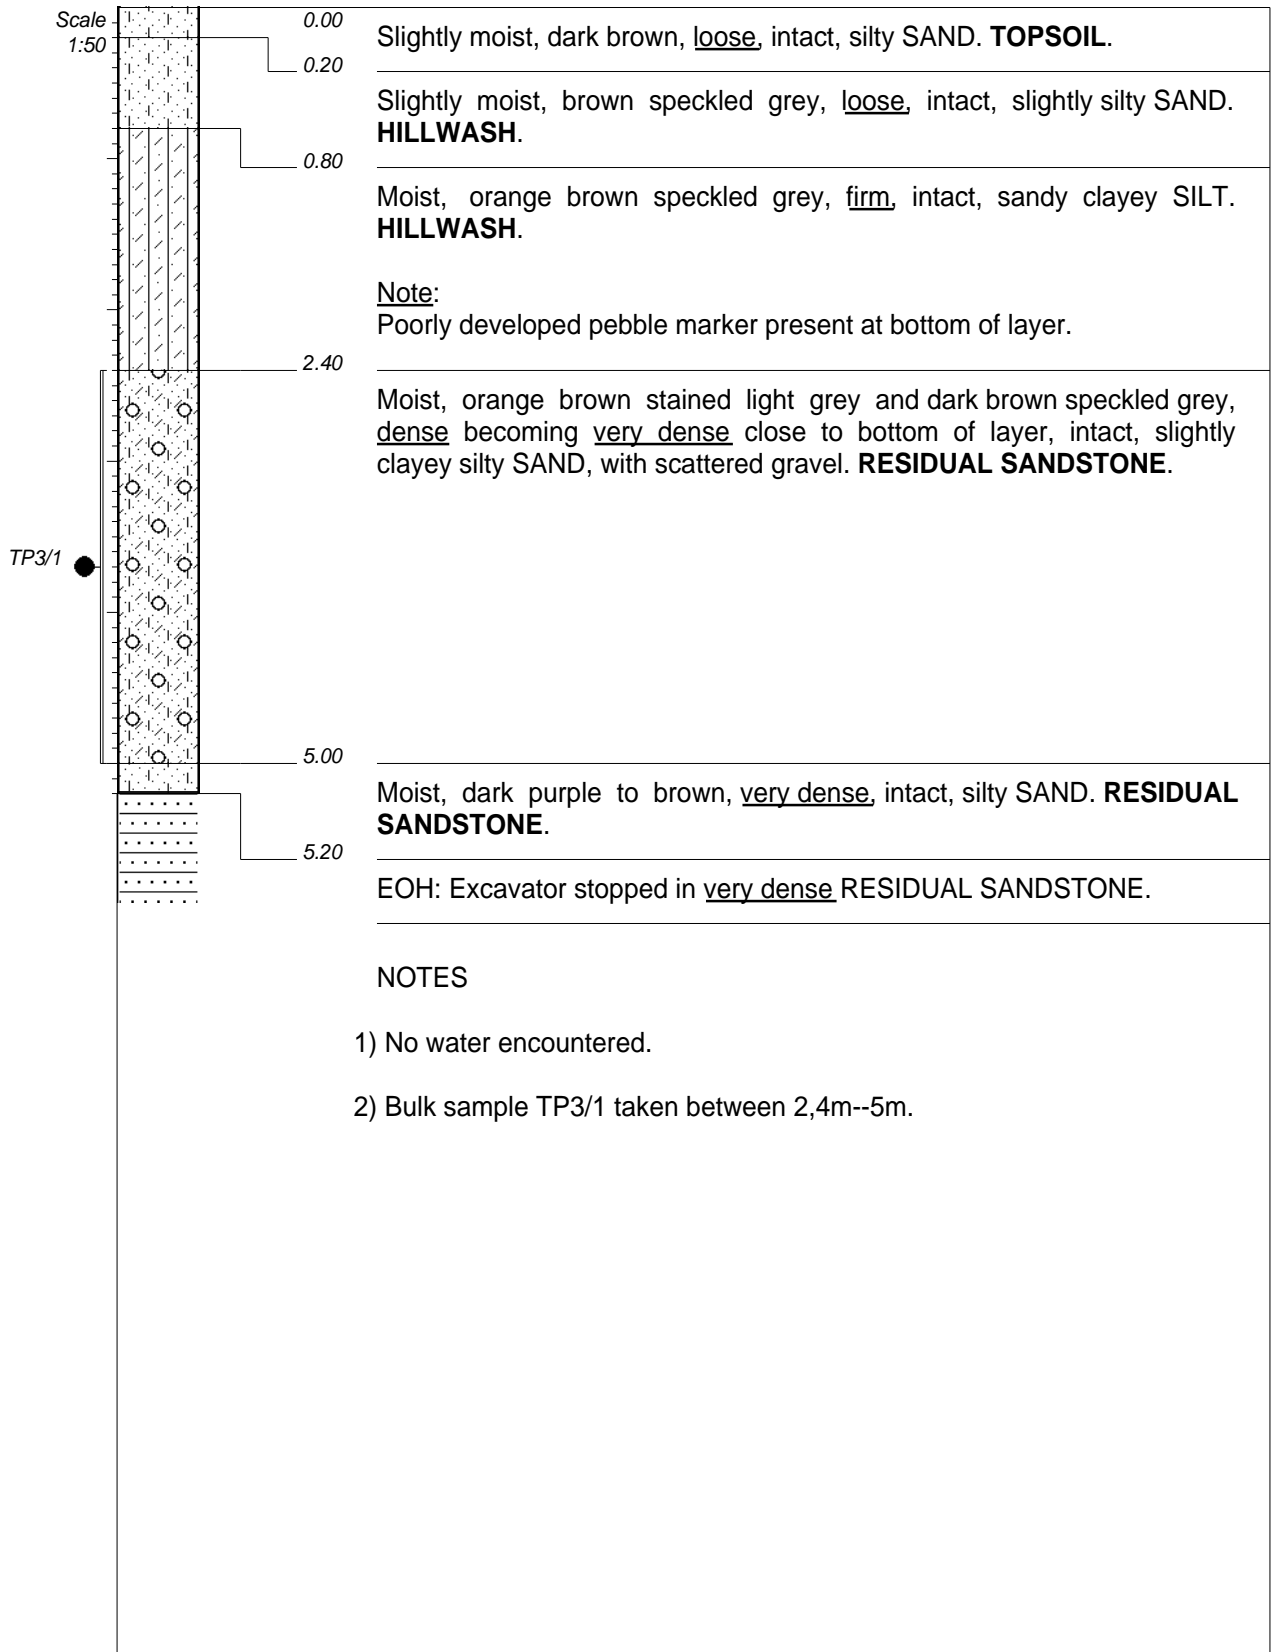 Scale
1:50
0.00
Slightly moist, dark brown, loose, intact, silty SAND. TOPSOIL.
0.20
Slightly moist, brown speckled grey, loose, intact, slightly silty SAND.
HILLWASH.
0.80
Moist, orange brown speckled grey, firm, intact, sandy clayey SILT.
HILLWASH.
Note:
Poorly developed pebble marker present at bottom of layer.
2.40
Moist, orange brown stained light grey and dark brown speckled grey,
dense becoming very dense close to bottom of layer, intact, slightly
clayey silty SAND, with scattered gravel. RESIDUAL SANDSTONE.
TP3/1
5.00
Moist, dark purple to brown, very dense, intact, silty SAND. RESIDUAL
SANDSTONE.
5.20
EOH: Excavator stopped in very dense RESIDUAL SANDSTONE.
NOTES
1) No water encountered.
2) Bulk sample TP3/1 taken between 2,4m--5m.